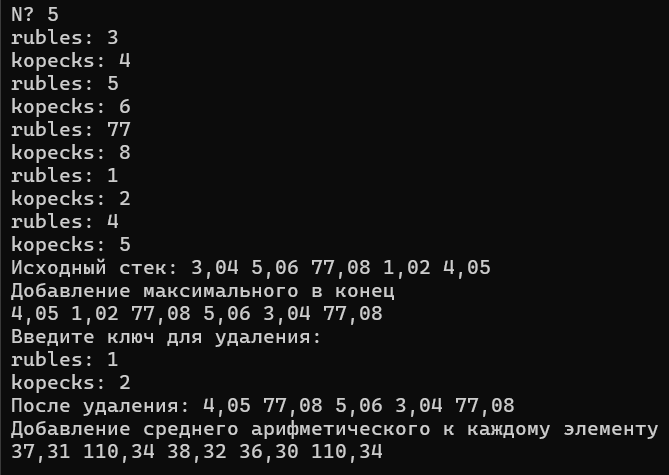 N? 5
rubles: 3
kopecks: 4
rubles: 5
kopecks: 6
rubles: 77
kopecks: 8
rubles: 1
kopecks: 2
rubles: 4
kopecks: 5
Исходный стек: 3,04 5,06 77,08 1,02 4,05
Добавление максимального в конец
4,05 1,02 77,08 5,06 3,04 77,08
Введите ключ для удаления:
rubles: 1
kopecks: 2
После удаления: 4,05 77,08 5,06 3,04 77,08
Добавление среднего арифметического к каждому элементу
37,31 110,34 38,32 36,30 110,34